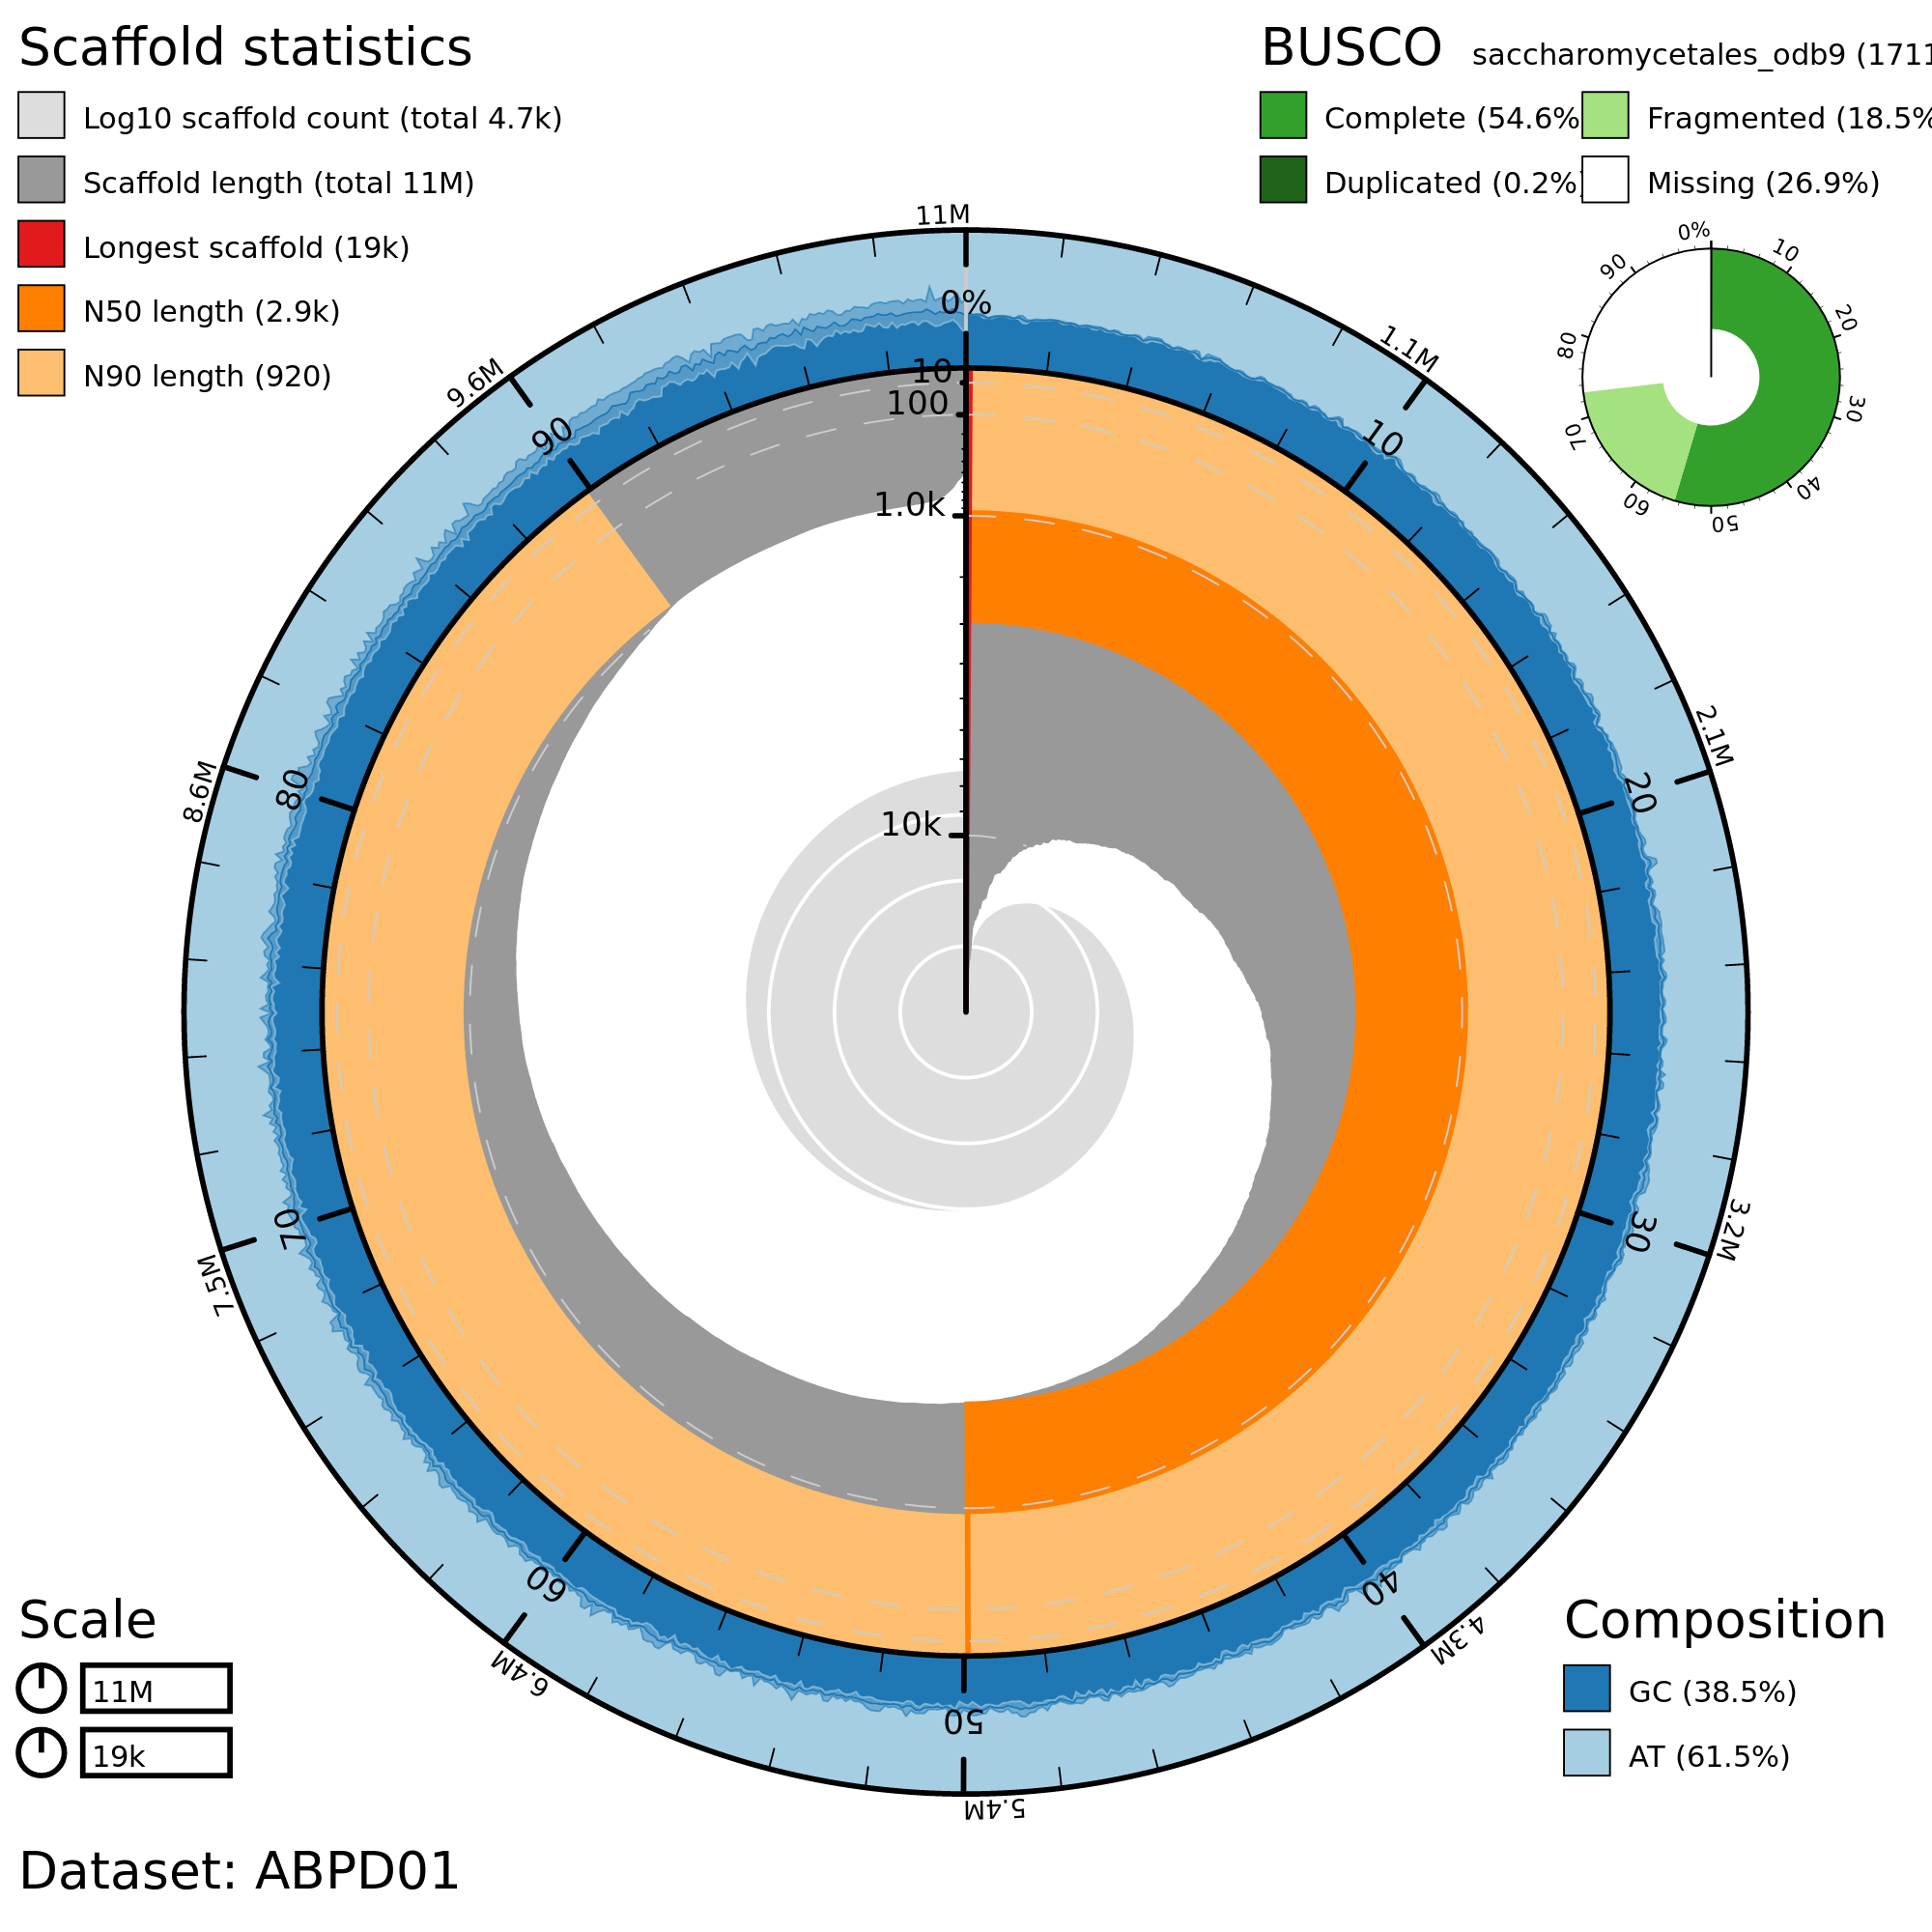 Scaffold statistics
Log10 scaffold count (total 4.7k)
Scaffold length (total 11M)
Longest scaffold (19k)
N50 length (2.9k)
N90 length (920)
BUSCO saccharomycetales_odb9 (1711
Complete (54.6% Fragmented (18.5%
Duplicated (0.2%) Missing (26.9%)
0%
10
20
30
40
50
60
70
80
90
11M
1.1M
2.1M
3.2M
4.3M
5.4M
6.4M
7.5M
8.6M
9.6M
0%
10
20
30
40
50
60
70
80
90
10
100
1.0k
10k
Scale
11M
19k
Composition
GC (38.5%)
AT (61.5%)
Dataset: ABPD01